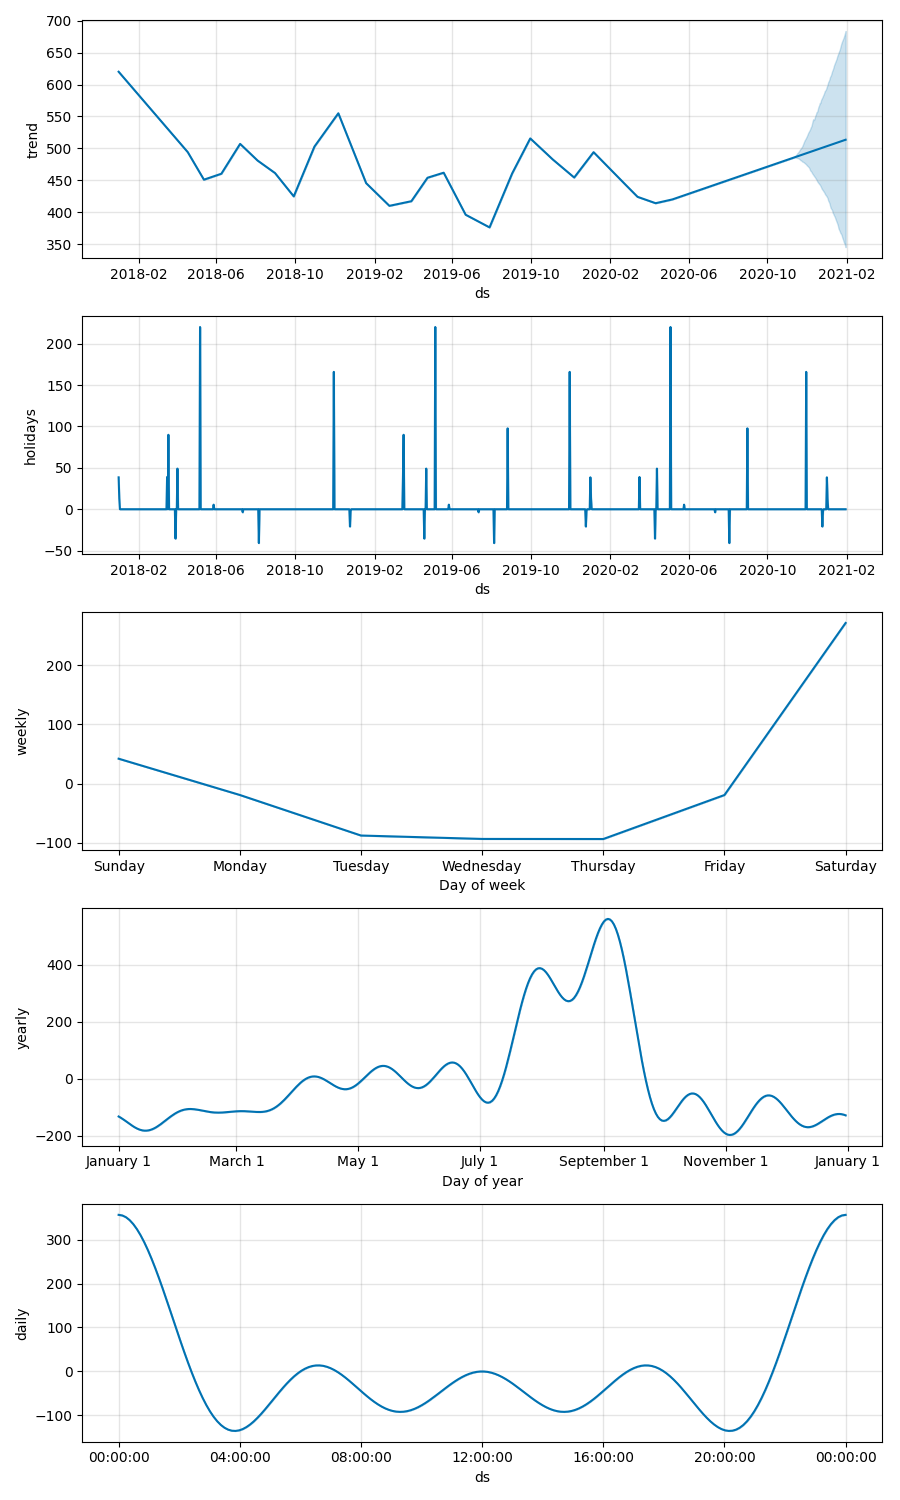 700
650
600
550
500
450
400
350
trend
2018-02 2018-06 2018-10 2019-02 2019-06 2019-10 2020-02 2020-06 2020-10 2021-02
ds
200
150
100
50
0
−50
holidays
2018-02 2018-06 2018-10 2019-02 2019-06 2019-10 2020-02 2020-06 2020-10 2021-02
ds
200
100
0
−100
weekly
Sunday Monday Tuesday Wednesday Thursday Friday Saturday
Day of week
400
200
0
−200
yearly
January 1 March 1 May 1 July 1 September 1 November 1 January 1
Day of year
300
200
100
0
−100
daily
00:00:00 04:00:00 08:00:00 12:00:00 16:00:00 20:00:00 00:00:00
ds